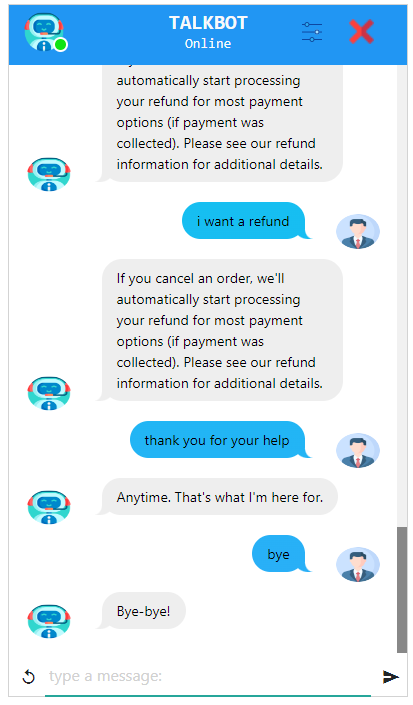 TALKBOT
Online
automatically start processing
your refund for most payment
options (if payment was
collected). Please see our refund
information for additional details.
i want a refund
If you cancel an order, we'll
automatically start processing
your refund for most payment
options (if payment was
collected). Please see our refund
information for additional details.
thank you for your help
Anytime. That's what I'm here for.
bye
Bye-bye!
type a message: